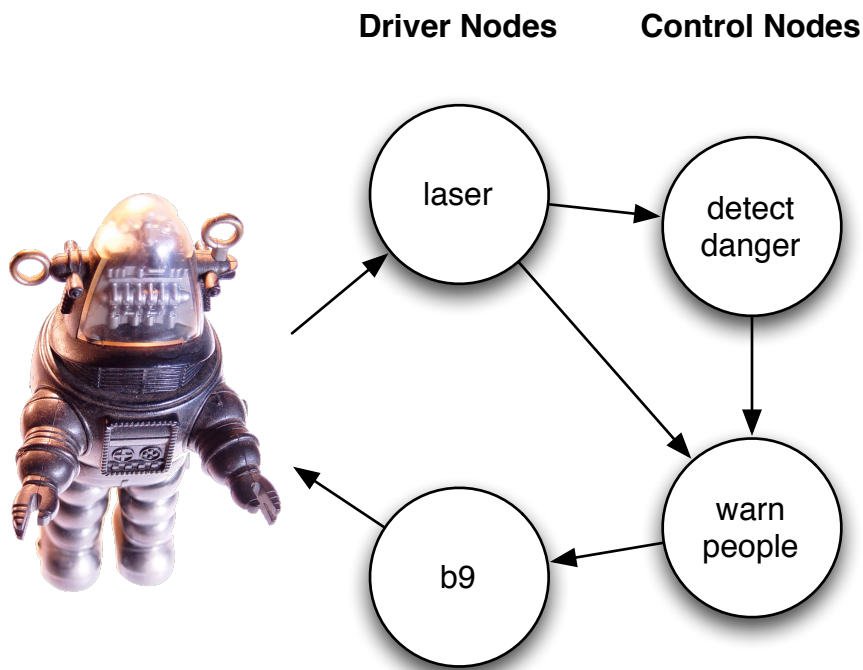 Driver Nodes
Control Nodes
laser
detect
danger
warn
people
b9